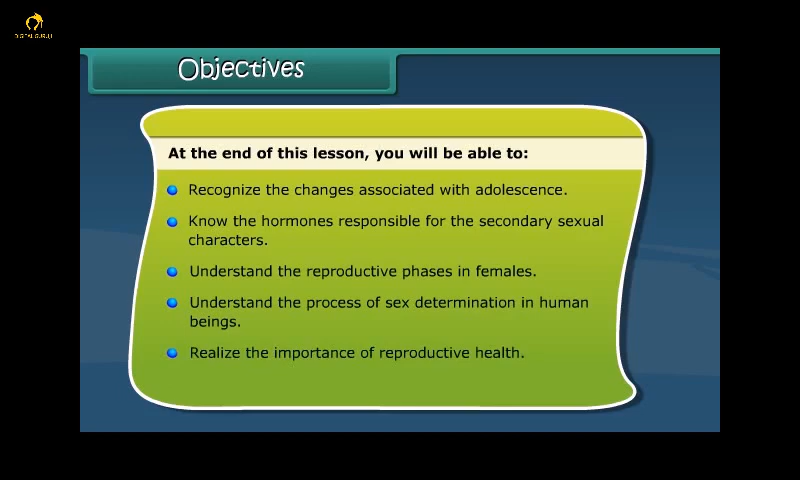 DIGITAL GURUJI
Objectives
At the end of this lesson, you will be able to:
Recognize the changes associated with adolescence.
Know the hormones responsible for the secondary sexual
characters.
Understand the reproductive phases in females.
Understand the process of sex determination in human
beings.
Realize the importance of reproductive health.